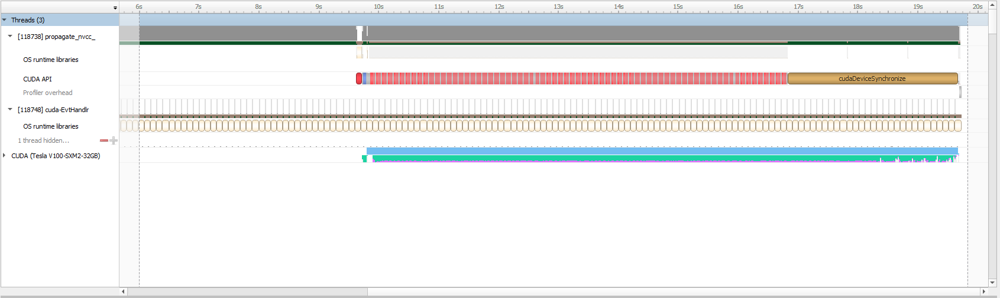 6s 7s 8s 9s 10s 11s 12s 13s 14s 15s 16s 17s 18s 19s 20s
Threads (3)
[118738] propagate_nvcc_
OS runtime libraries
CUDA API
cudaDeviceSynchronize
Profiler overhead
[118748] cuda-EvtHandlr
OS runtime libraries
1 thread hidden...
CUDA (Tesla V100-SXM2-32GB)